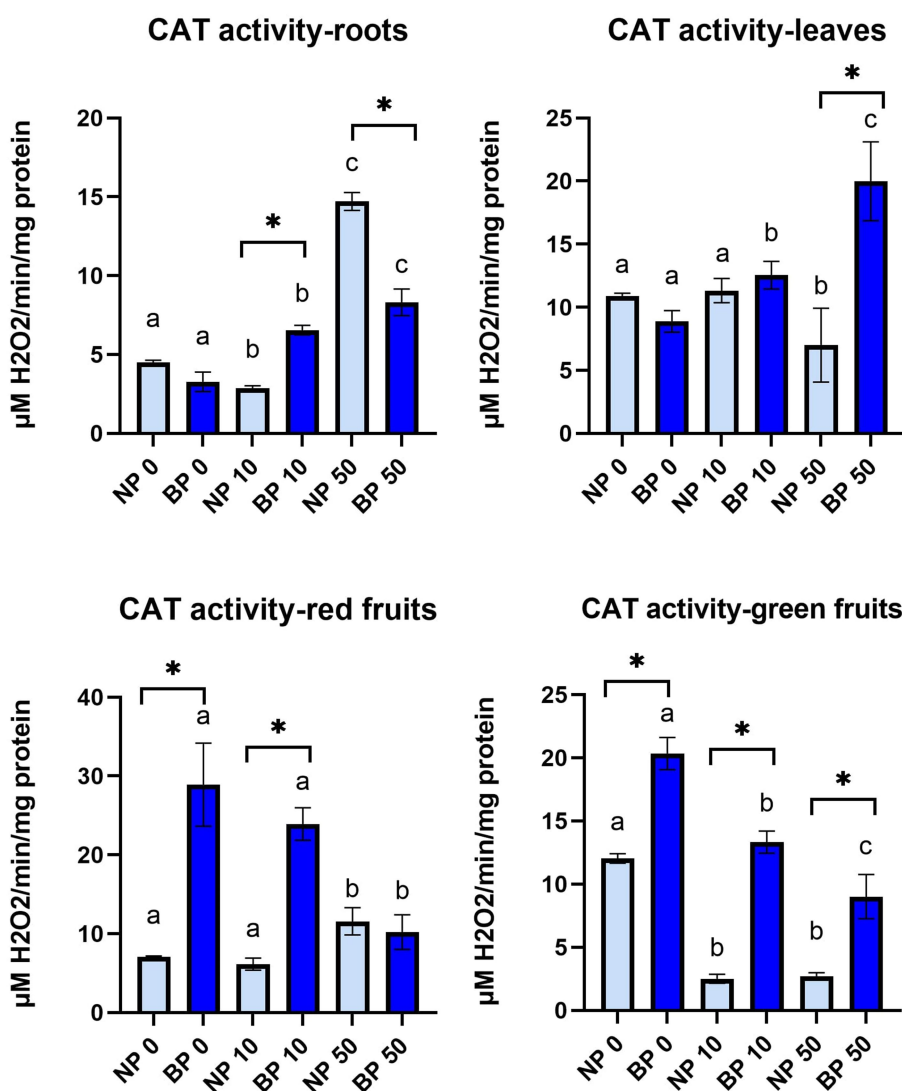 CAT activity-roots
µM H2O2/min/mg protein
20
15
10
5
0
a
a
b
b
c
c
*
*
NP 0
BP 0
NP 10
BP 10
NP 50
BP 50
CAT activity-leaves
µM H2O2/min/mg protein
25
20
15
10
5
0
a
a
a
b
b
c
*
NP 0
BP 0
NP 10
BP 10
NP 50
BP 50
CAT activity-red fruits
µM H2O2/min/mg protein
40
30
20
10
0
a
a
a
a
b
b
*
*
NP 0
BP 0
NP 10
BP 10
NP 50
BP 50
CAT activity-green fruits
µM H2O2/min/mg protein
25
20
15
10
5
0
a
a
b
b
b
c
*
*
*
NP 0
BP 0
NP 10
BP 10
NP 50
BP 50